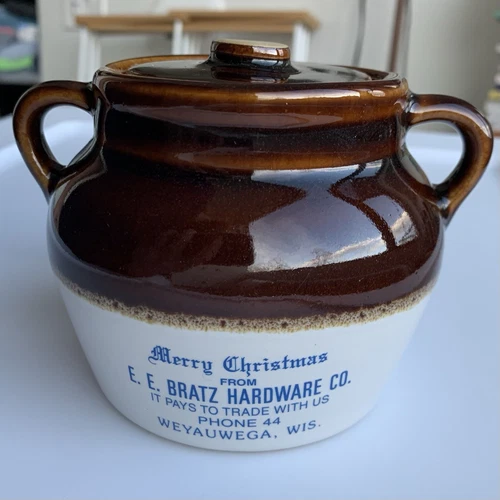 Merry Christmas
FROM
E. E. BRATZ HARDWARE CO.
IT PAYS TO TRADE WITH US
PHONE 44
WEYAUWEGA, WIS.